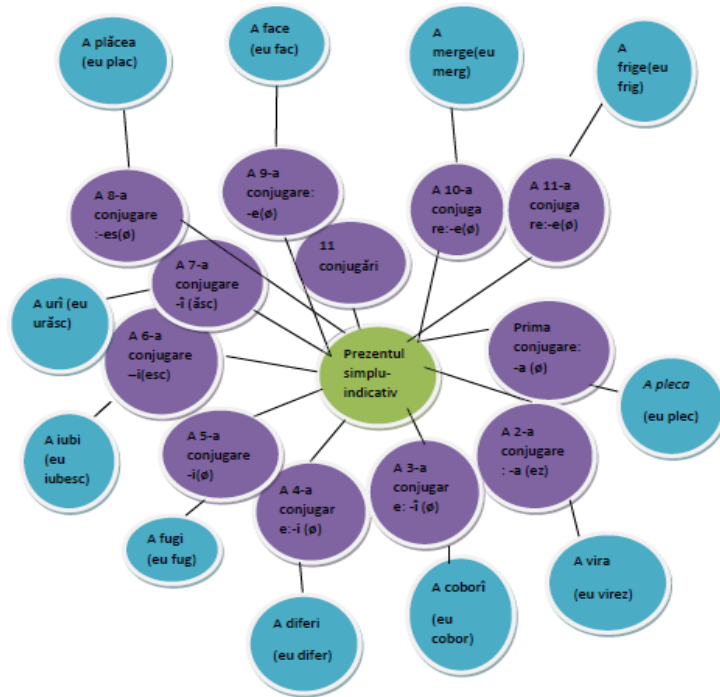 A plăcea
(eu plac)
A face
(eu fac)
A
merge(eu
merg)
A
frige(eu
frig)
A 8-a
conjugare
:-es(ø)
A 9-a
conjugare:
-e(ø)
A 10-a
conjuga
re:-e(ø)
A 11-a
conjuga
re:-e(ø)
11
conjugări
A 7-a
conjugare
-î (ăsc)
A urî (eu
urăsc)
A 6-a
conjugare
–i(esc)
Prezentul
simplu-
indicativ
Prima
conjugare:
-a (ø)
A pleca
(eu plec)
A iubi
(eu
iubesc)
A 5-a
conjugare
-i(ø)
A 4-a
conjugar
e:-i (ø)
A 3-a
conjugar
e: -î (ø)
A 2-a
conjugare
: -a (ez)
A fugi
(eu fug)
A diferi
(eu difer)
A coborî
(eu
cobor)
A vira
(eu virez)